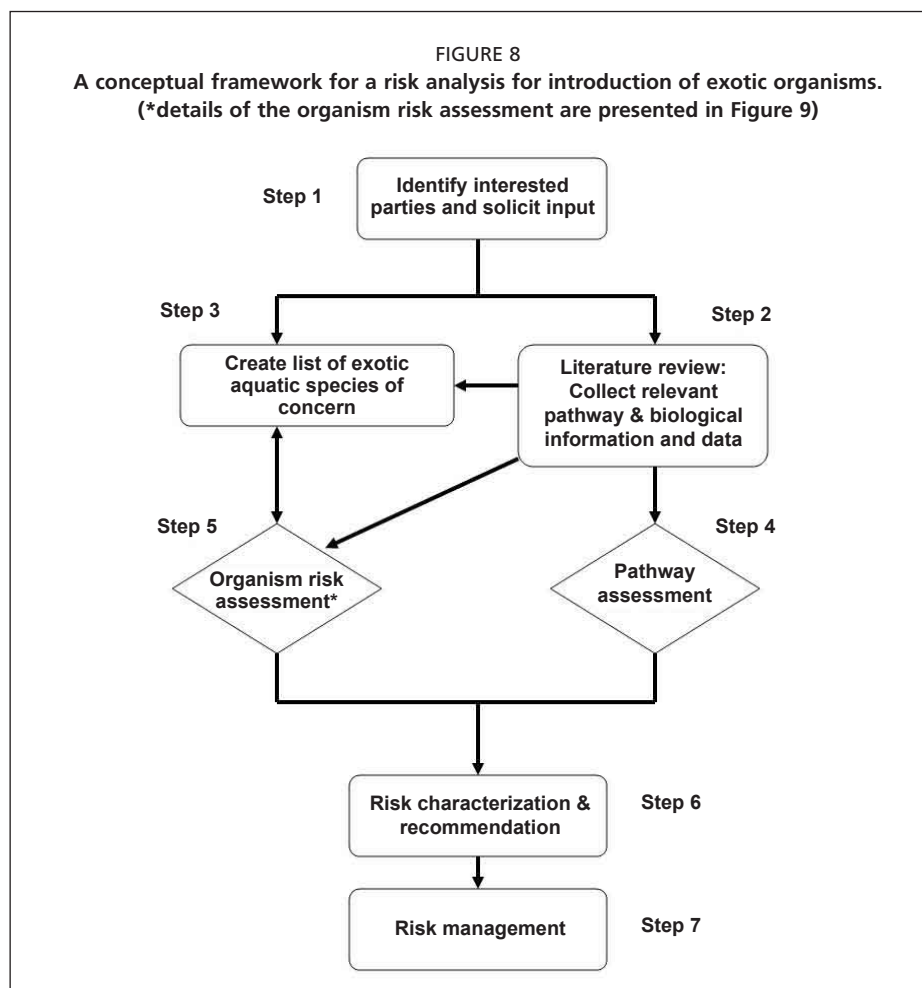 FIGURE 8
A conceptual framework for a risk analysis for introduction of exotic organisms.
(*details of the organism risk assessment are presented in Figure 9)
Step 1
Identify interested
parties and solicit input
Step 3
Step 2
Create list of exotic
aquatic species of
concern
Literature review:
Collect relevant
pathway & biological
information and data
Step 5
Step 4
Organism risk
assessment*
Pathway
assessment
Risk characterization &
recommendation
Step 6
Risk management
Step 7